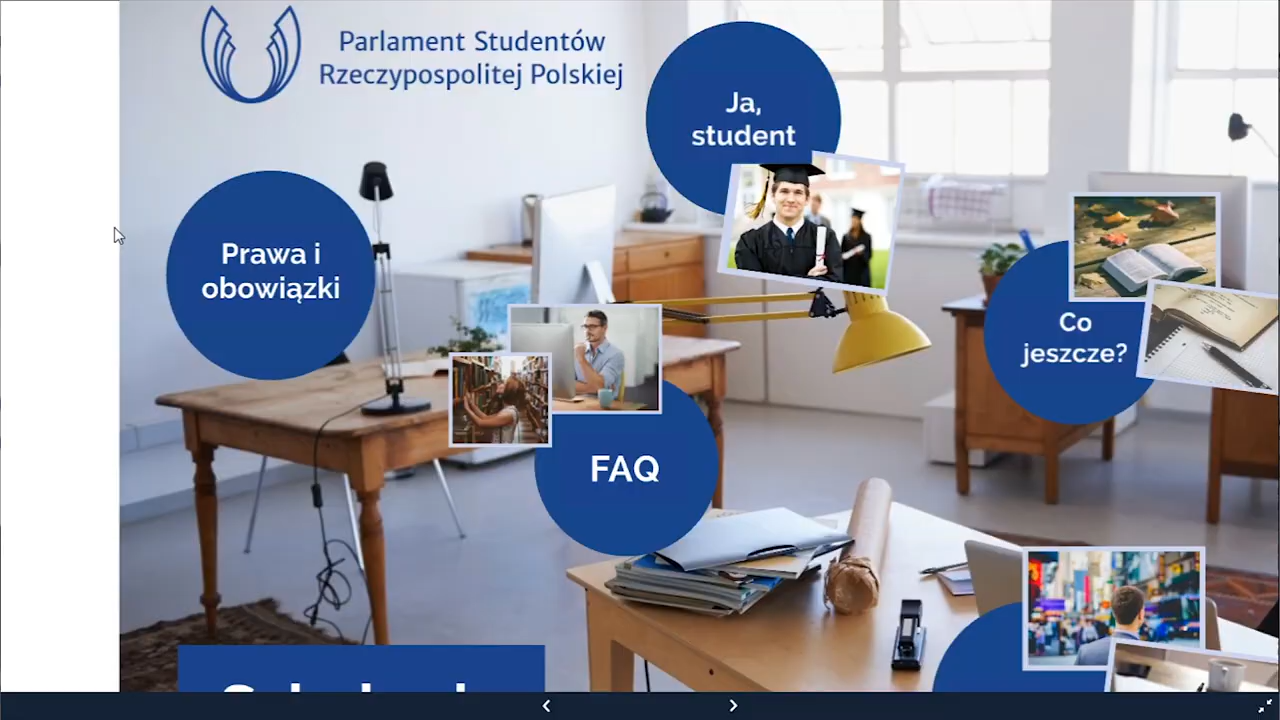 Parlament Studentów
Rzeczypospolitej Polskiej
Ja,
student
Prawa i
obowiązki
Co
jeszcze?
FAQ